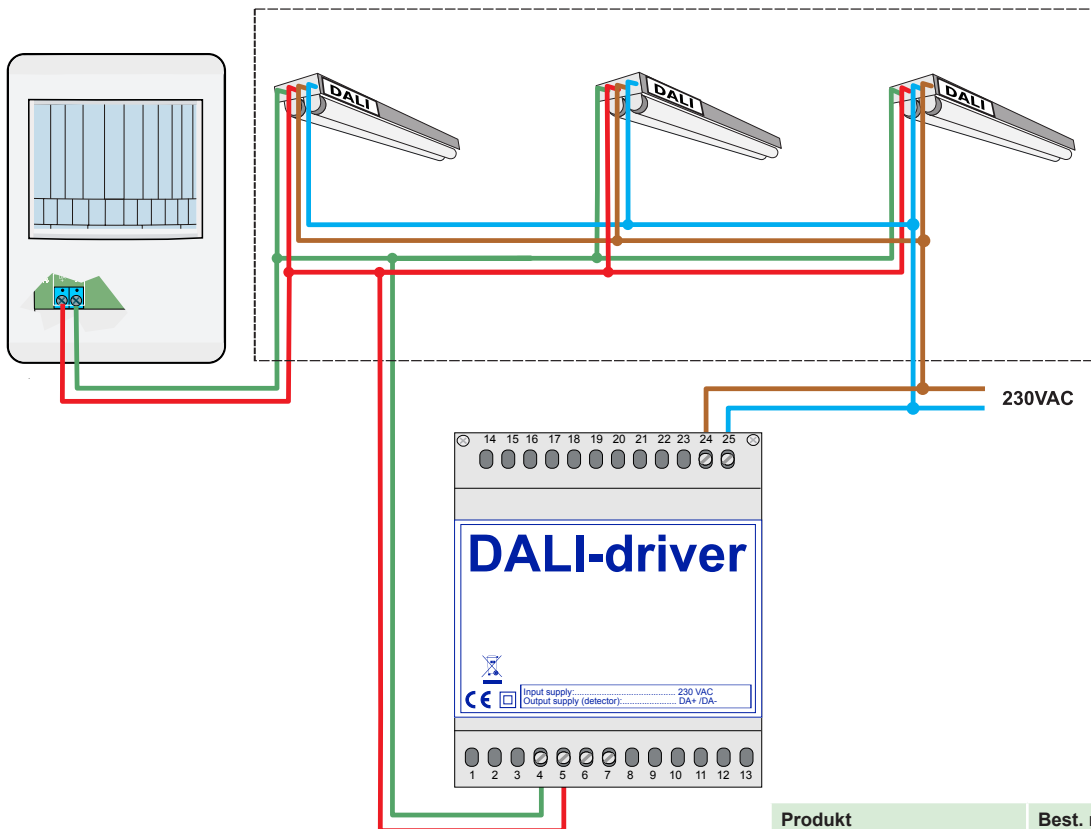 DALI
DALI
DALI
230VAC
14 15 16 17 18 19 20 21 22 23 24 25
DALI-driver
CE
Input supply:.................................... 230 VAC
Output supply (detector):...................... DA+ /DA-
1 2 3 4 5 6 7 8 9 10 11 12 13
Produkt Best.